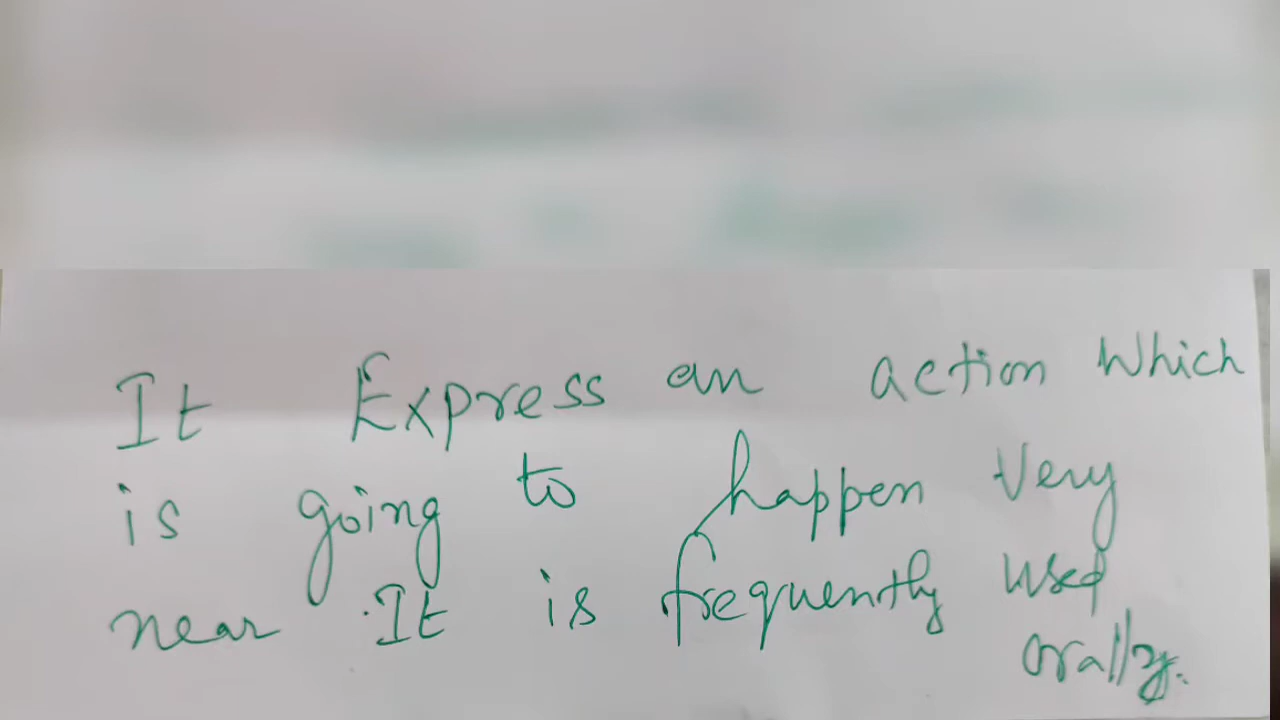 It Express an action which
is going to happen very
near . It is frequently used
orally.